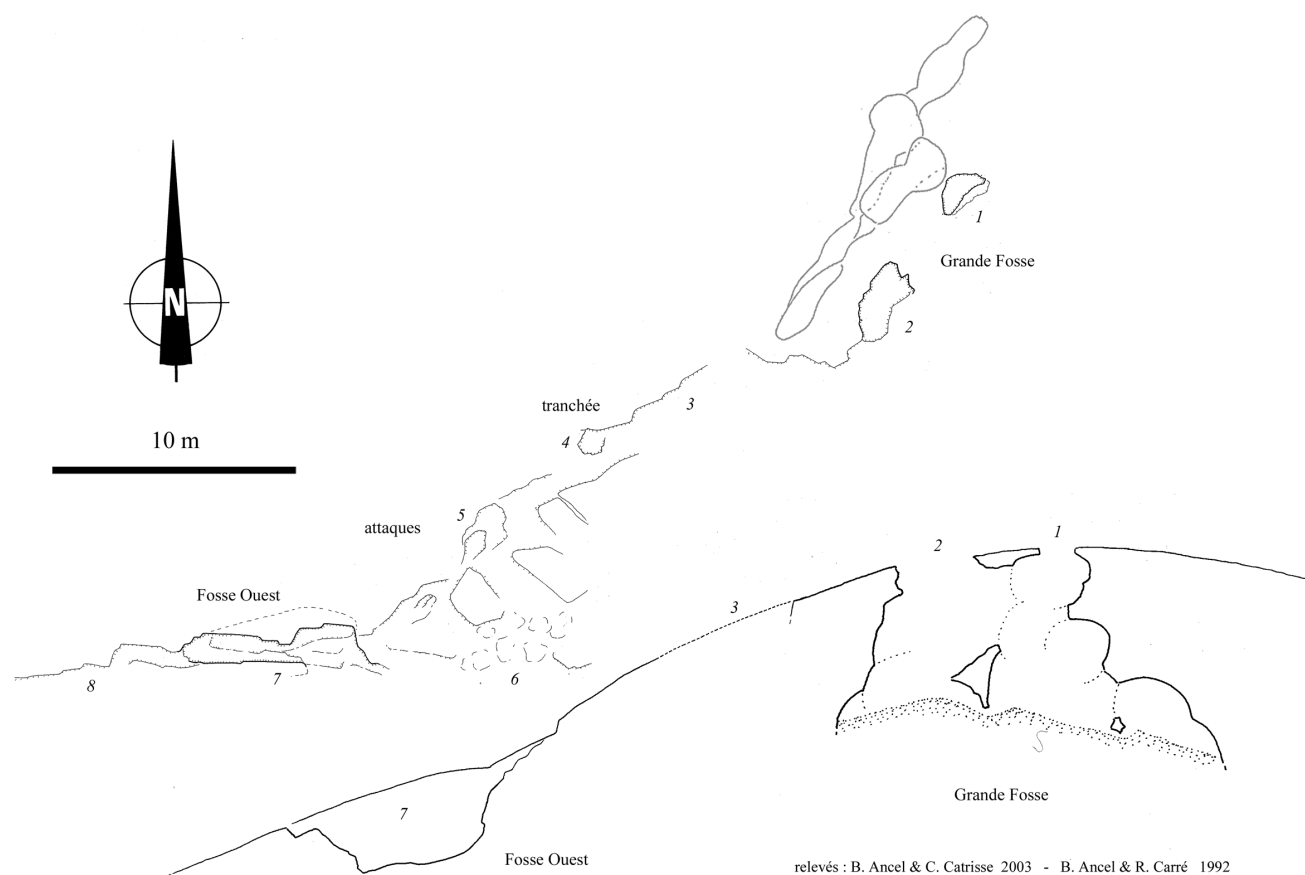 1
Grande Fosse
N
2
tranchée
3
4
10 m
5
attaques
Fosse Ouest
8
7
6
2
1
3
7
Fosse Ouest
Grande Fosse
relevés : B. Ancel & C. Catrisse 2003 - B. Ancel & R. Carré 1992